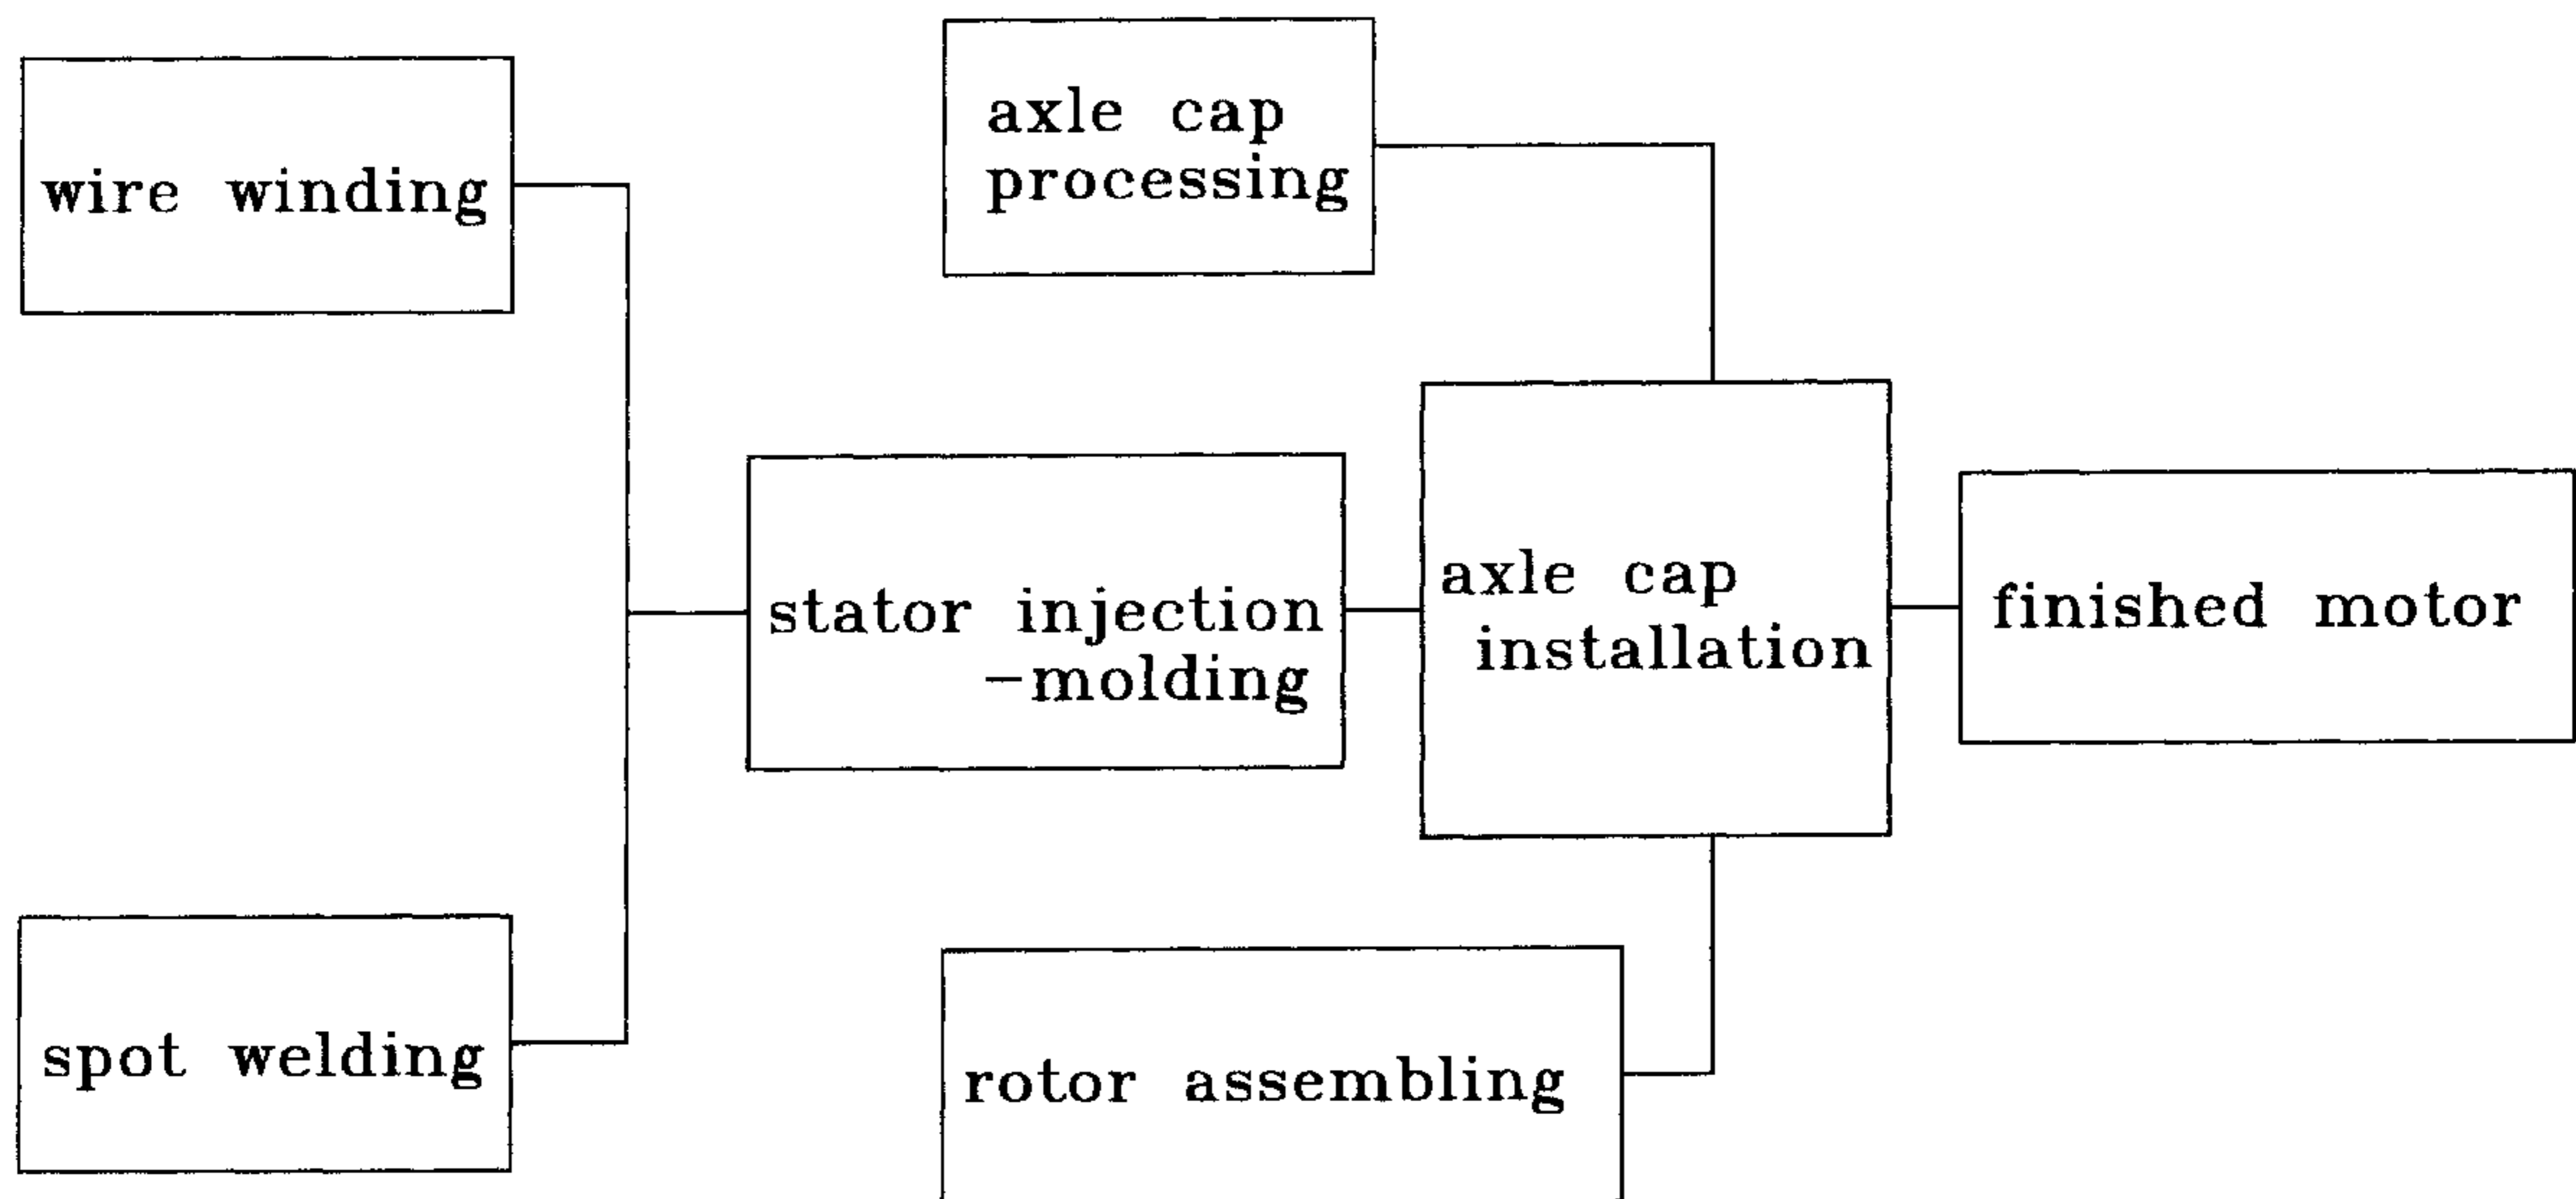 wire winding
axle cap
processing
stator injection
-molding
axle cap
installation
finished motor
spot welding
rotor assembling